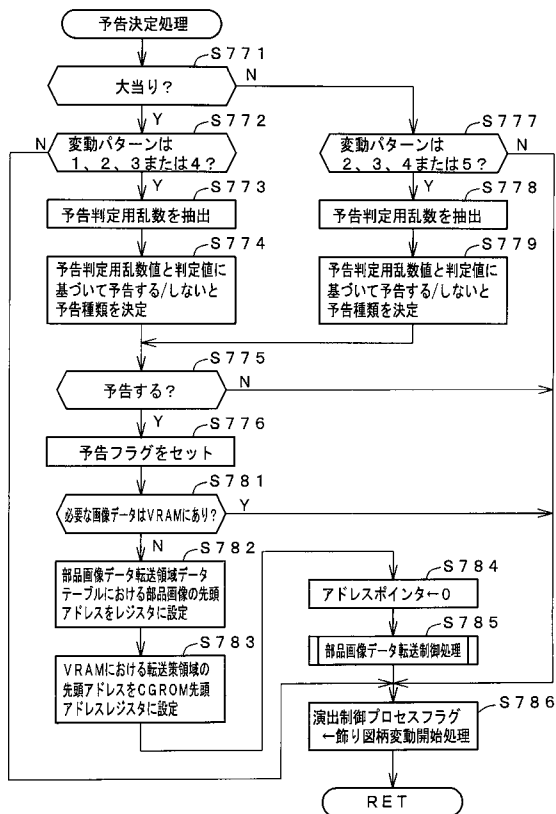 予告決定処理
S771
大当り?
N
Y
S772
N
変動パターンは
1、2、3または4?
S777
変動パターンは
2、3、4または5?
N
Y
S773
予告判定用乱数を抽出
Y
S778
予告判定用乱数を抽出
S774
予告判定用乱数値と判定値に
基づいて予告する/しないと
予告種類を決定
S779
予告判定用乱数値と判定値に
基づいて予告する/しないと
予告種類を決定
S775
予告する?
N
Y
S776
予告フラグをセット
S781
必要な画像データはVRAMにあり?
Y
N
S782
部品画像データ転送領域データ
テーブルにおける部品画像の先頭
アドレスをレジスタに設定
S783
VRAMにおける転送策領域の
先頭アドレスをCGROM先頭
アドレスレジスタに設定
S784
アドレスポインタ←0
S785
部品画像データ転送制御処理
S786
演出制御プロセスフラグ
←飾り図柄変動開始処理
RET